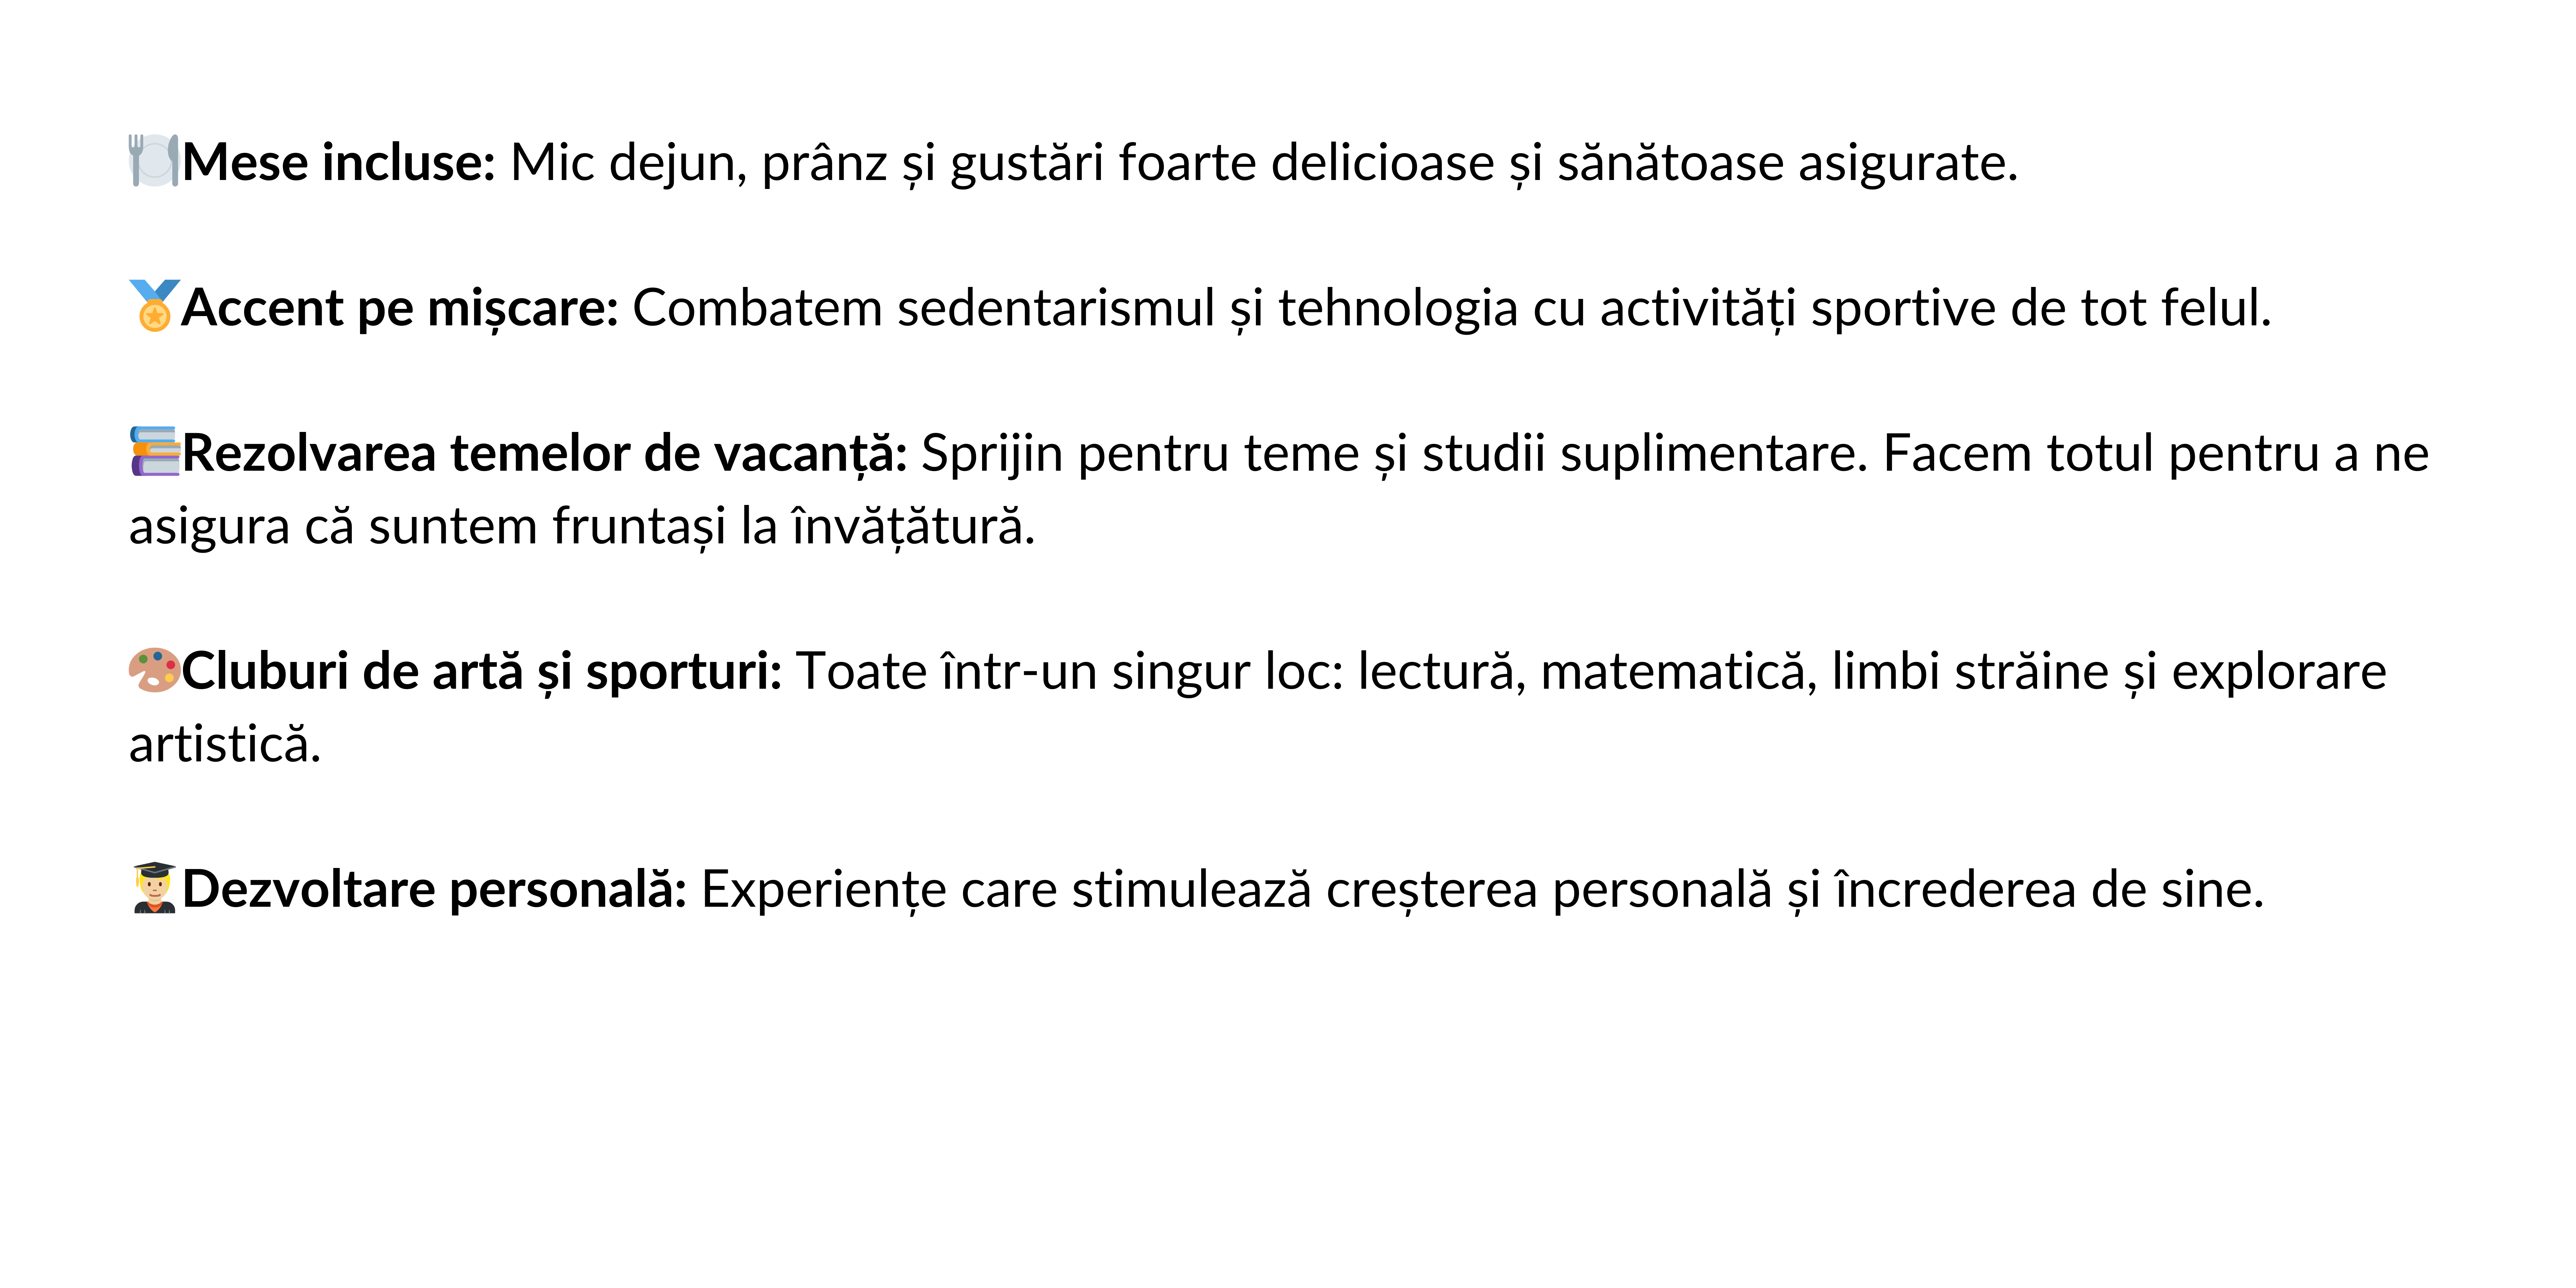 🍽️Mese incluse: Mic dejun, prânz și gustări foarte delicioase și sănătoase asigurate.
🏅Accent pe mișcare: Combatem sedentarismul și tehnologia cu activități sportive de tot felul.
📚Rezolvarea temelor de vacanță: Sprijin pentru teme și studii suplimentare. Facem totul pentru a ne
asigura că suntem fruntași la învățătură.
🎨Cluburi de artă și sporturi: Toate într-un singur loc: lectură, matematică, limbi străine și explorare
artistică.
👨🏼‍🎓Dezvoltare personală: Experiențe care stimulează creșterea personală și încrederea de sine.